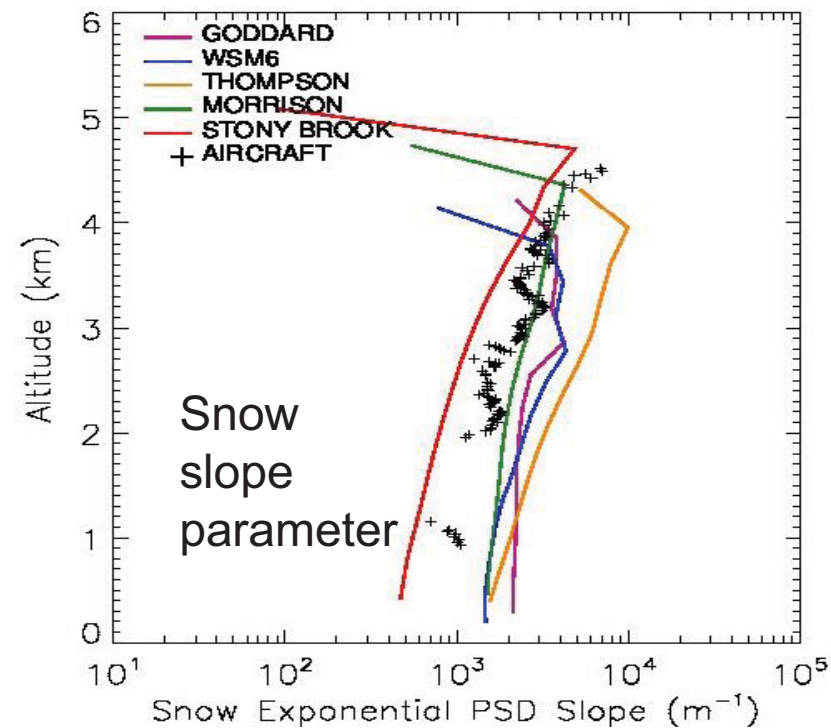 6
5
4
3
2
1
0
Altitude (km)
GODDARD
WSM6
THOMPSON
MORRISON
STONY BROOK
+ AIRCRAFT
Snow
slope
parameter
10¹ 10² 10³ 10⁴ 10⁵
Snow Exponential PSD Slope (m⁻¹)